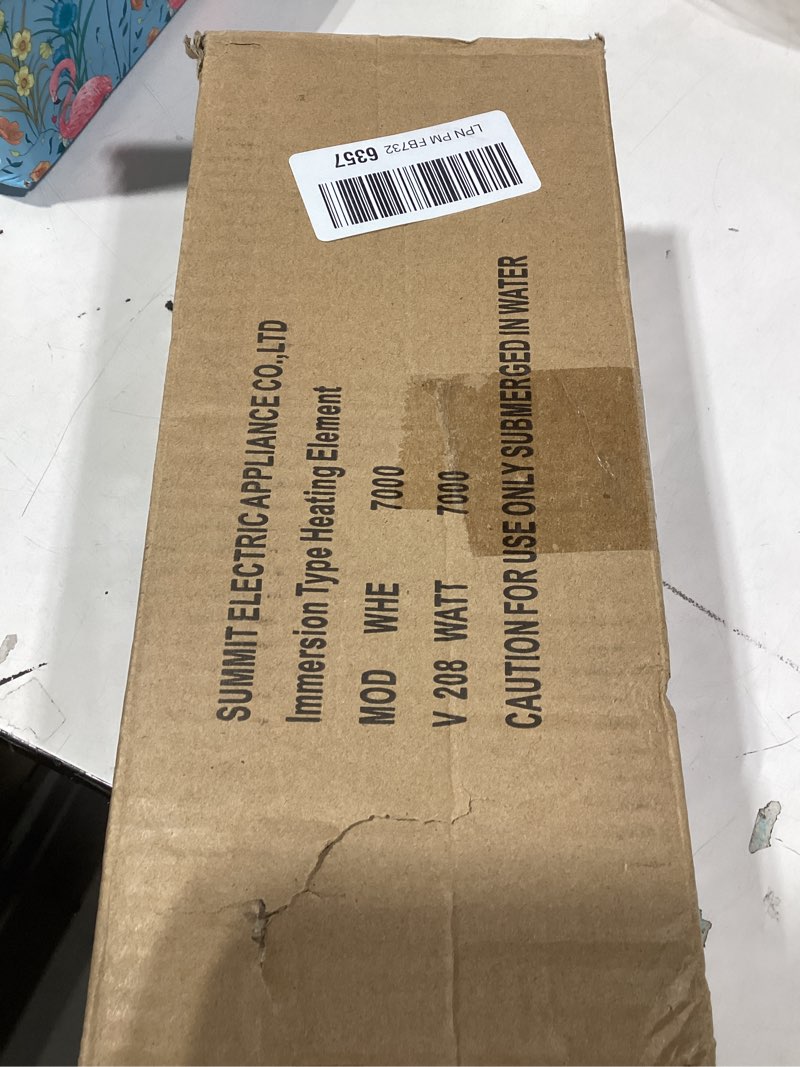 LPN PM FB732 6357
SUMMIT ELECTRIC APPLIANCE CO.,LTD
Immersion Type Heating Element
MOD WHE 7000
V 208 WATT 7000
CAUTION FOR USE ONLY SUBMERGED IN WATER